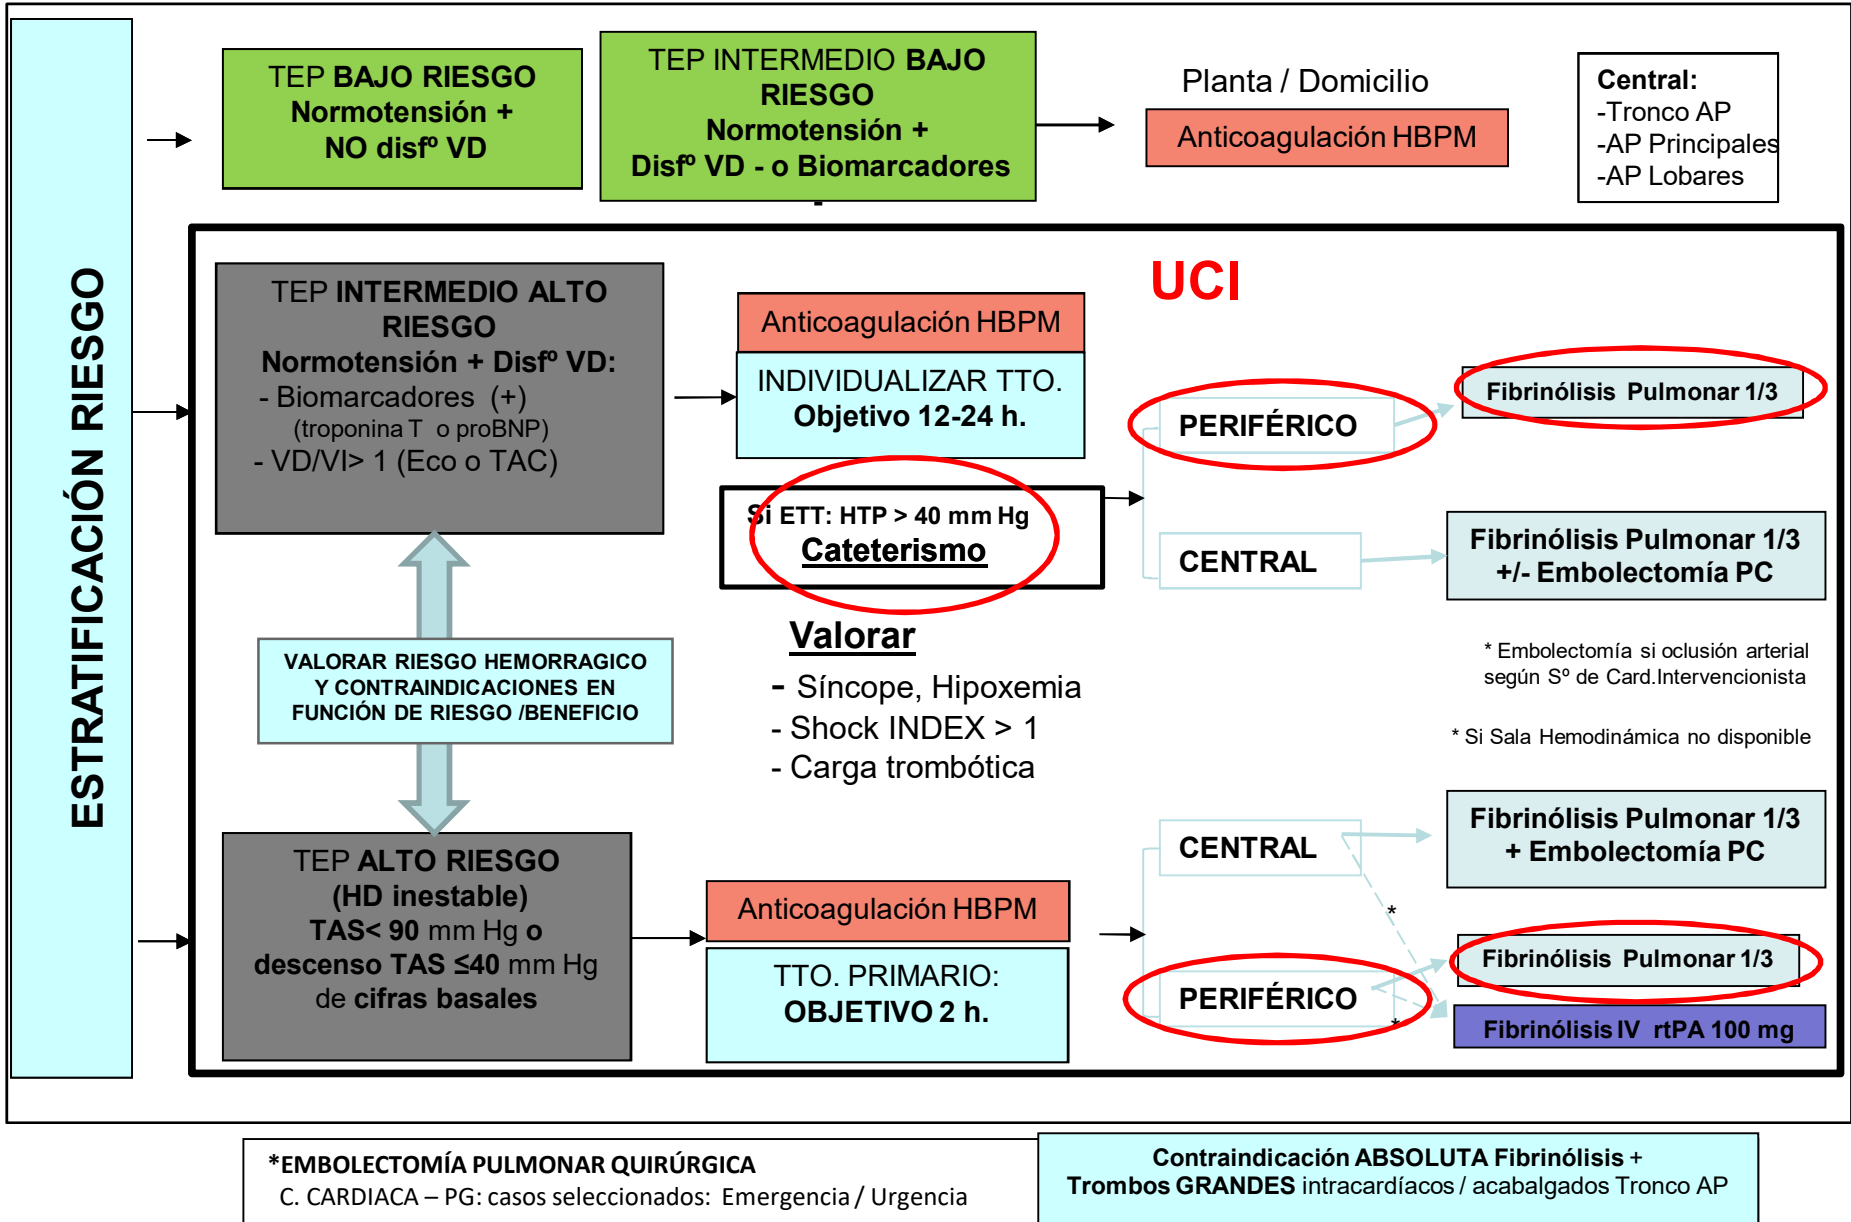 ESTRATIFICACIÓN RIESGO
TEP BAJO RIESGO
Normotensión +
NO disfº VD
TEP INTERMEDIO BAJO
RIESGO
Normotensión +
Disfº VD - o Biomarcadores
-
Planta / Domicilio
Anticoagulación HBPM
Central:
-Tronco AP
-AP Principales
-AP Lobares
UCI
TEP INTERMEDIO ALTO
RIESGO
Normotensión + Disfº VD:
- Biomarcadores (+)
(troponina T o proBNP)
- VD/VI> 1 (Eco o TAC)
Anticoagulación HBPM
INDIVIDUALIZAR TTO.
Objetivo 12-24 h.
Si ETT: HTP > 40 mm Hg
Cateterismo
PERIFÉRICO
Fibrinólisis Pulmonar 1/3
CENTRAL
Fibrinólisis Pulmonar 1/3
+/- Embolectomía PC
Valorar
- Síncope, Hipoxemia
- Shock INDEX > 1
- Carga trombótica
* Embolectomía si oclusión arterial
según Sº de Card.Intervencionista
* Si Sala Hemodinámica no disponible
VALORAR RIESGO HEMORRAGICO
Y CONTRAINDICACIONES EN
FUNCIÓN DE RIESGO /BENEFICIO
TEP ALTO RIESGO
(HD inestable)
TAS< 90 mm Hg o
descenso TAS ≤40 mm Hg
de cifras basales
Anticoagulación HBPM
TTO. PRIMARIO:
OBJETIVO 2 h.
CENTRAL
Fibrinólisis Pulmonar 1/3
+ Embolectomía PC
*
PERIFÉRICO
*
Fibrinólisis Pulmonar 1/3
Fibrinólisis IV rtPA 100 mg
*EMBOLECTOMÍA PULMONAR QUIRÚRGICA
C. CARDIACA – PG: casos seleccionados: Emergencia / Urgencia
Contraindicación ABSOLUTA Fibrinólisis +
Trombos GRANDES intracardíacos / acabalgados Tronco AP